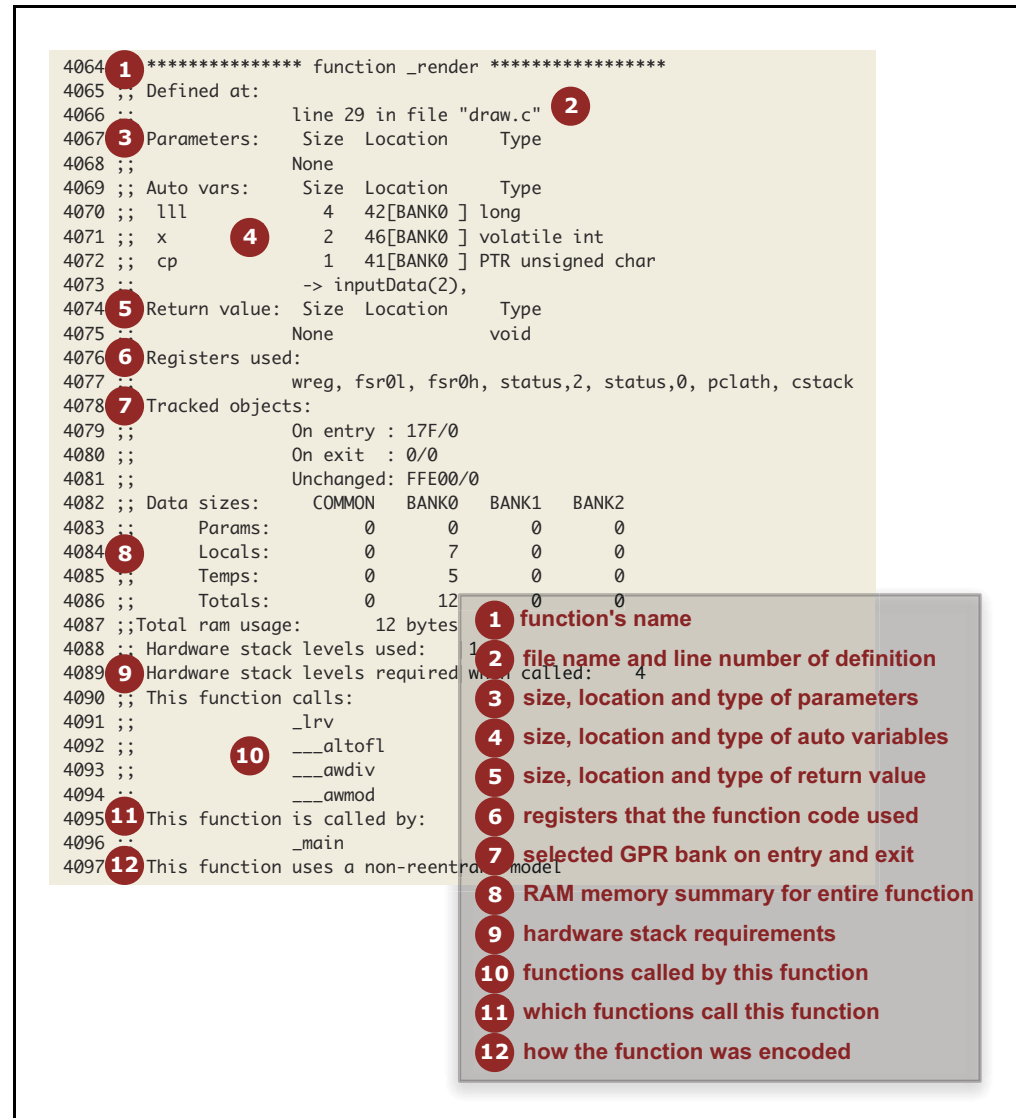 4064 1 *************** function _render *****************
4065 ;; Defined at:
4066 ;; line 29 in file "draw.c" 2
4067 3 Parameters: Size Location Type
4068 ;; None
4069 ;; Auto vars: Size Location Type
4070 ;; lll 4 42[BANK0 ] long
4071 ;; x 4 2 46[BANK0 ] volatile int
4072 ;; cp 1 41[BANK0 ] PTR unsigned char
4073 ;; -> inputData(2),
4074 5 Return value: Size Location Type
4075 ;; None void
4076 6 Registers used:
4077 ;; wreg, fsr0l, fsr0h, status,2, status,0, pclath, cstack
4078 7 Tracked objects:
4079 ;; On entry : 17F/0
4080 ;; On exit : 0/0
4081 ;; Unchanged: FFE00/0
4082 ;; Data sizes: COMMON BANK0 BANK1 BANK2
4083 ;; Params: 0 0 0 0
4084 8 Locals: 0 7 0 0
4085 ;; Temps: 0 5 0 0
4086 ;; Totals: 0 12 0 0
4087 ;;Total ram usage: 12 bytes
4088 ;; Hardware stack levels used: 1
4089 9 Hardware stack levels required when called: 4
4090 ;; This function calls:
4091 ;; _lrv
4092 ;; 10 ___altofl
4093 ;; ___awdiv
4094 ;; ___awmod
4095 11 This function is called by:
4096 ;; _main
4097 12 This function uses a non-reentrant model
1 function's name
2 file name and line number of definition
3 size, location and type of parameters
4 size, location and type of auto variables
5 size, location and type of return value
6 registers that the function code used
7 selected GPR bank on entry and exit
8 RAM memory summary for entire function
9 hardware stack requirements
10 functions called by this function
11 which functions call this function
12 how the function was encoded